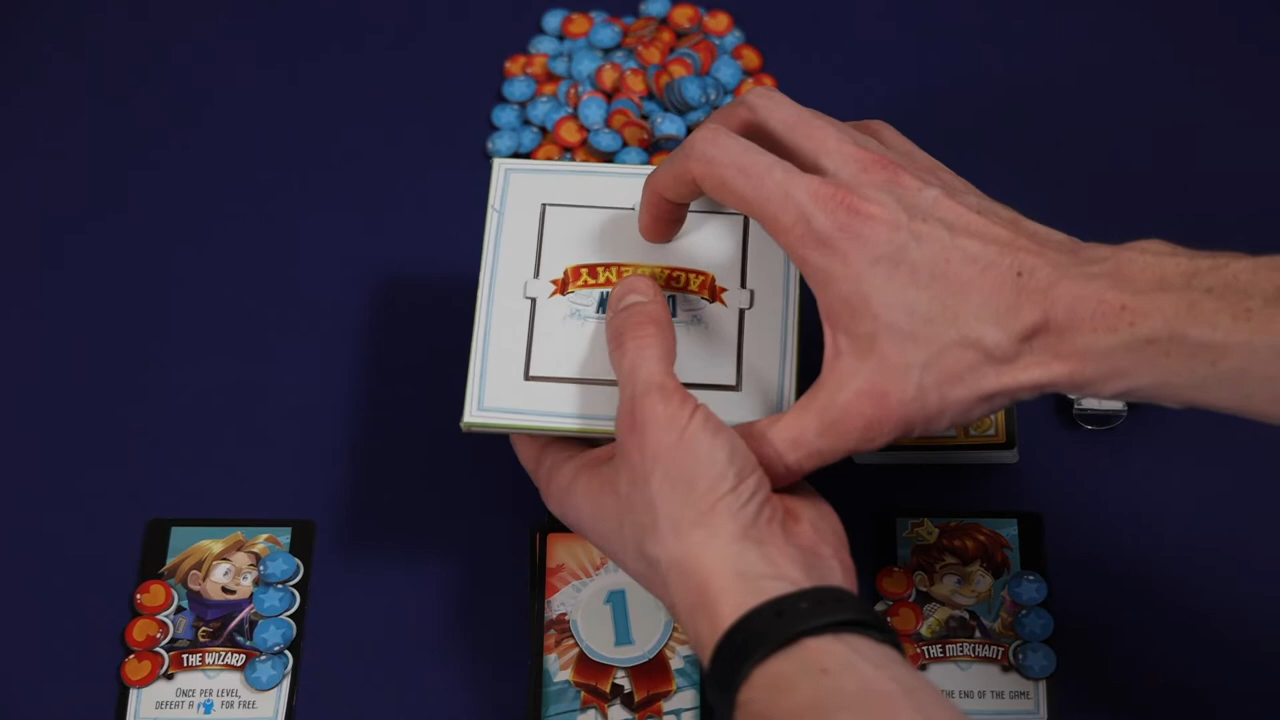 ACADEMY
THE WIZARD
ONCE PER LEVEL,
DEFEAT A FOR FREE.
1
THE MERCHANT
THE END OF THE GAME.